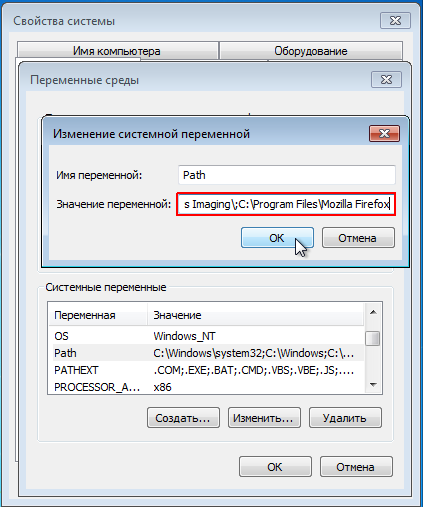 Свойства системы
Имя компьютера Оборудование
Переменные среды
Изменение системной переменной
Имя переменной: Path
Значение переменной: s Imaging\;C:\Program Files\Mozilla Firefox
OK Отмена
Системные переменные
Переменная Значение
OS Windows_NT
Path C:\Windows\system32;C:\Windows;C:\...
PATHEXT .COM;.EXE;.BAT;.CMD;.VBS;.VBE;.JS;....
PROCESSOR_A... x86
Создать... Изменить... Удалить
OK Отмена